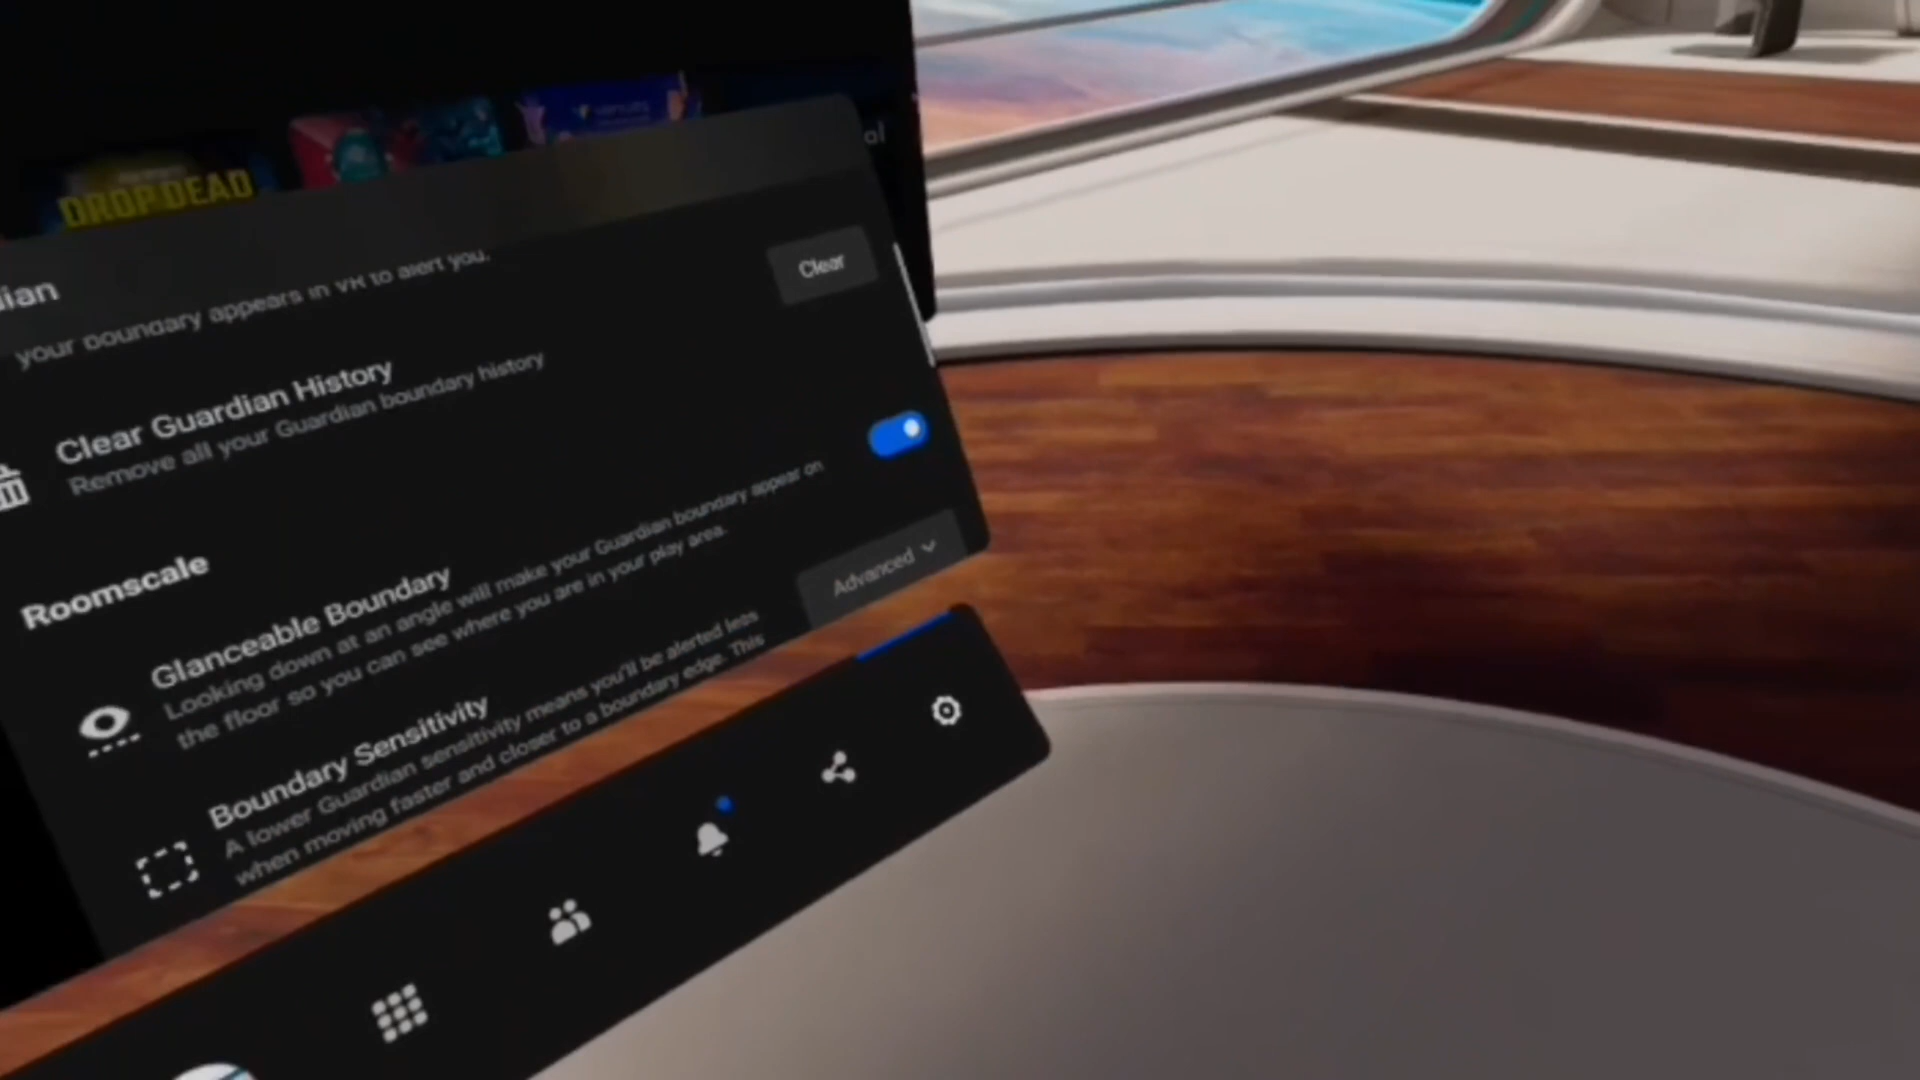 DROP DEAD
al
ian
your boundary appears in VR to alert you.
Clear
Clear Guardian History
Remove all your Guardian boundary history
Roomscale
Glanceable Boundary
Looking down at an angle will make your Guardian boundary appear on
the floor so you can see where you are in your play area.
Boundary Sensitivity
A lower Guardian sensitivity means you'll be alerted less
when moving faster and closer to a boundary edge. This
Advanced